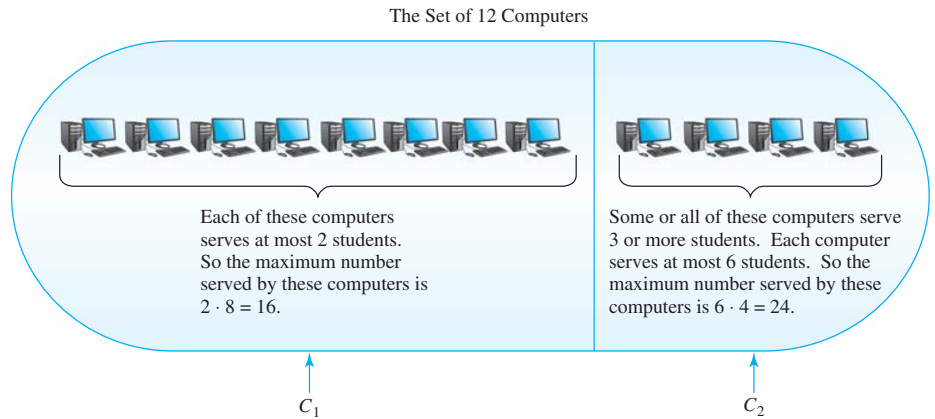 The Set of 12 Computers
Each of these computers
serves at most 2 students.
So the maximum number
served by these computers is
2 · 8 = 16.
Some or all of these computers serve
3 or more students. Each computer
serves at most 6 students. So the
maximum number served by these
computers is 6 · 4 = 24.
C₁
C₂